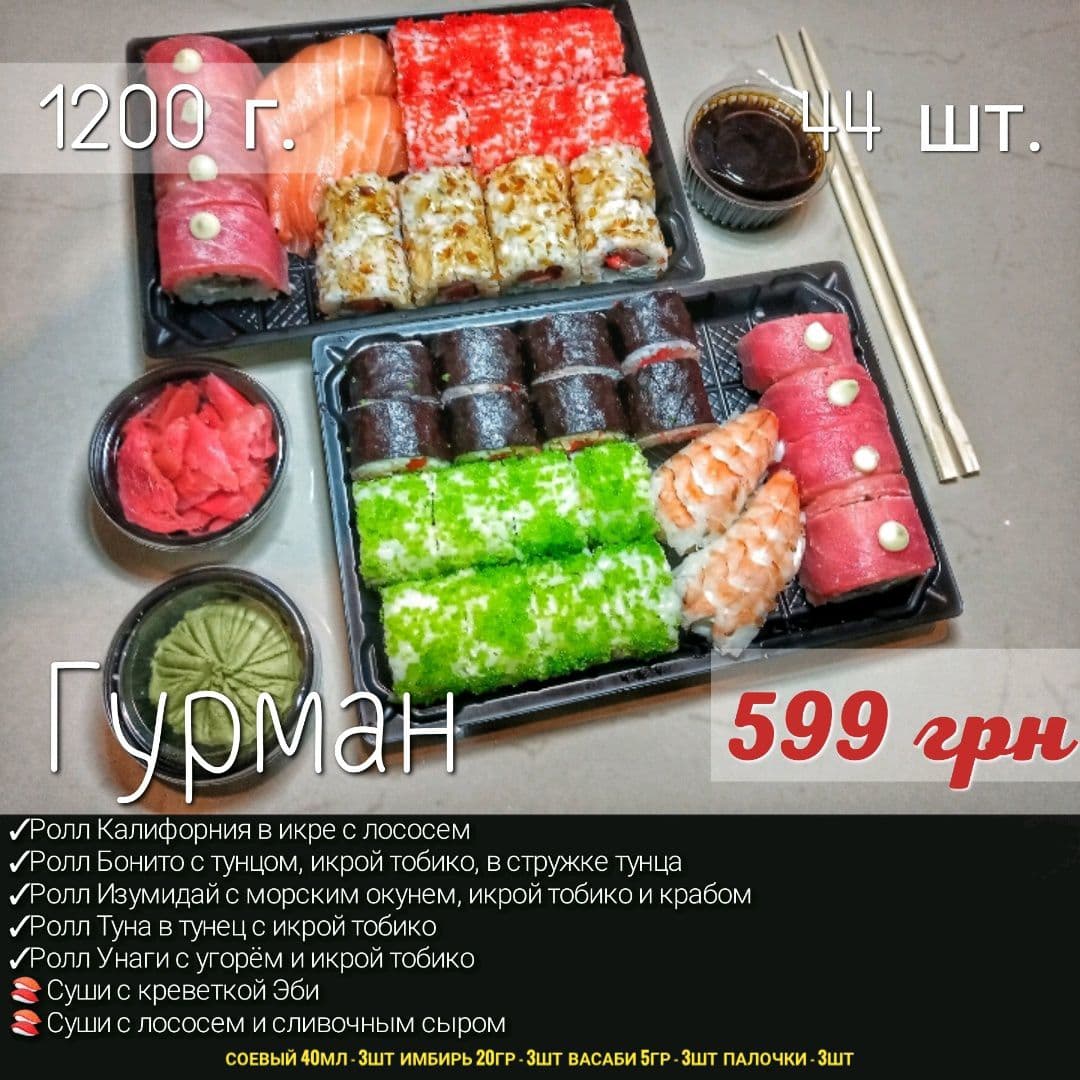 1200 г. 44 шт.
Гурман
599 грн
✓Ролл Калифорния в икре с лососем
✓Ролл Бонито с тунцом, икрой тобико, в стружке тунца
✓Ролл Изумидай с морским окунем, икрой тобико и крабом
✓Ролл Туна в тунец с икрой тобико
✓Ролл Унаги с угорём и икрой тобико
🍣 Суши с креветкой Эби
🍣 Суши с лососем и сливочным сыром
СОЕВЫЙ 40МЛ - 3ШТ ИМБИРЬ 20ГР - 3ШТ ВАСАБИ 5ГР - 3ШТ ПАЛОЧКИ - 3ШТ